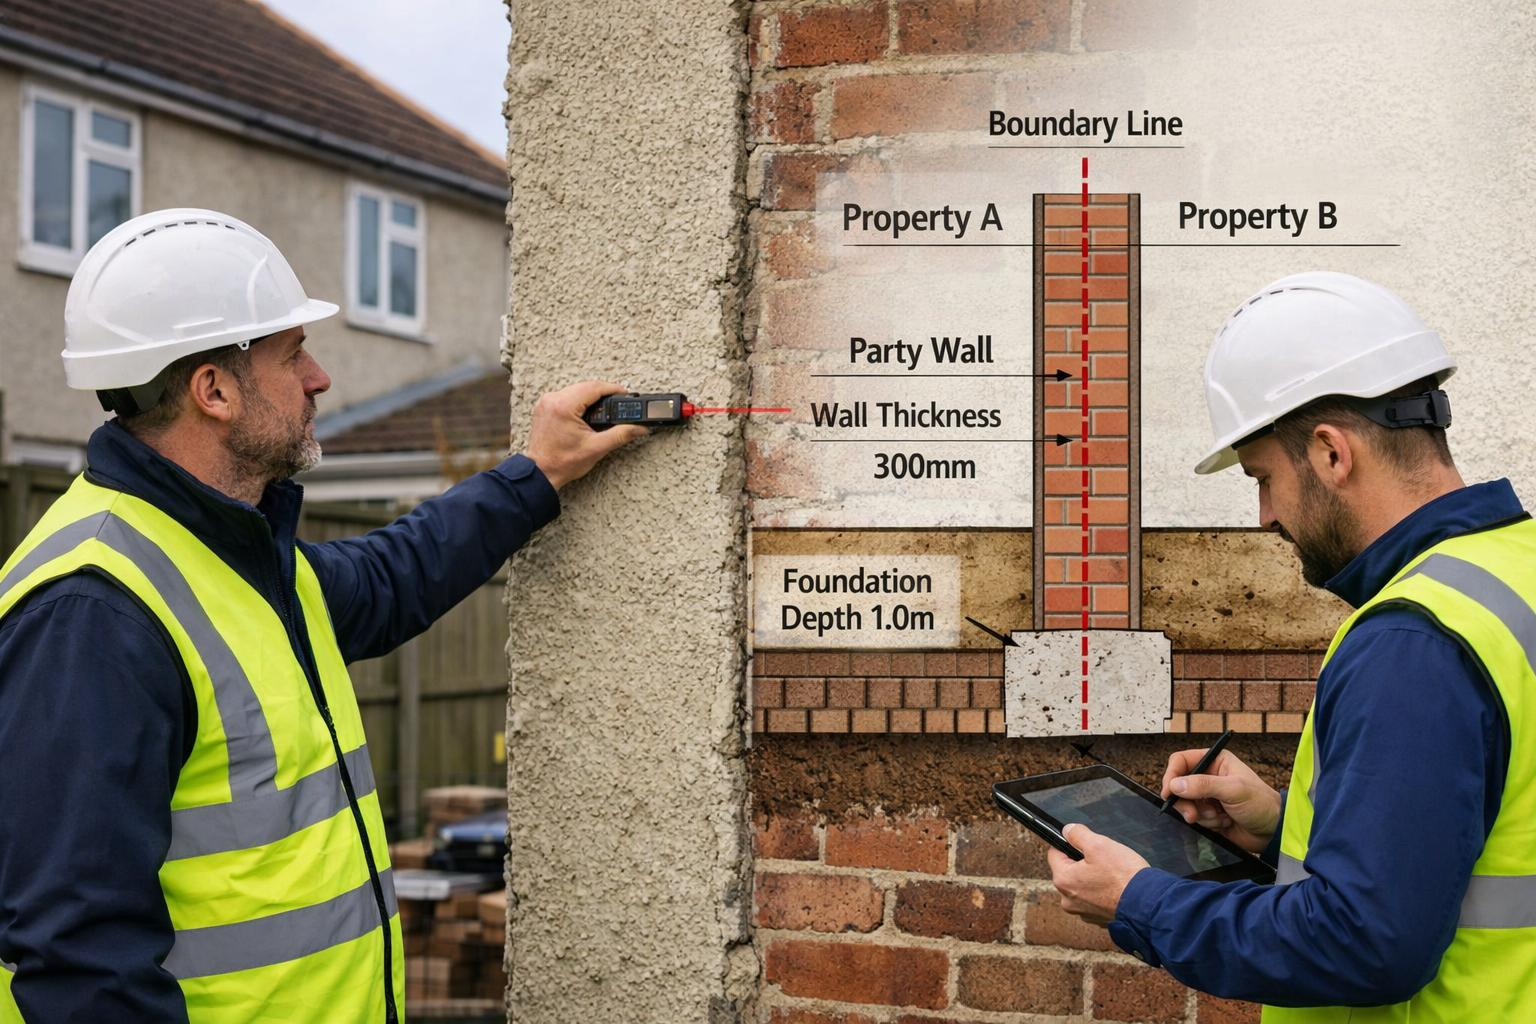 Boundary Line
Property A
Property B
Party Wall
Wall Thickness
300mm
Foundation
Depth 1.0m